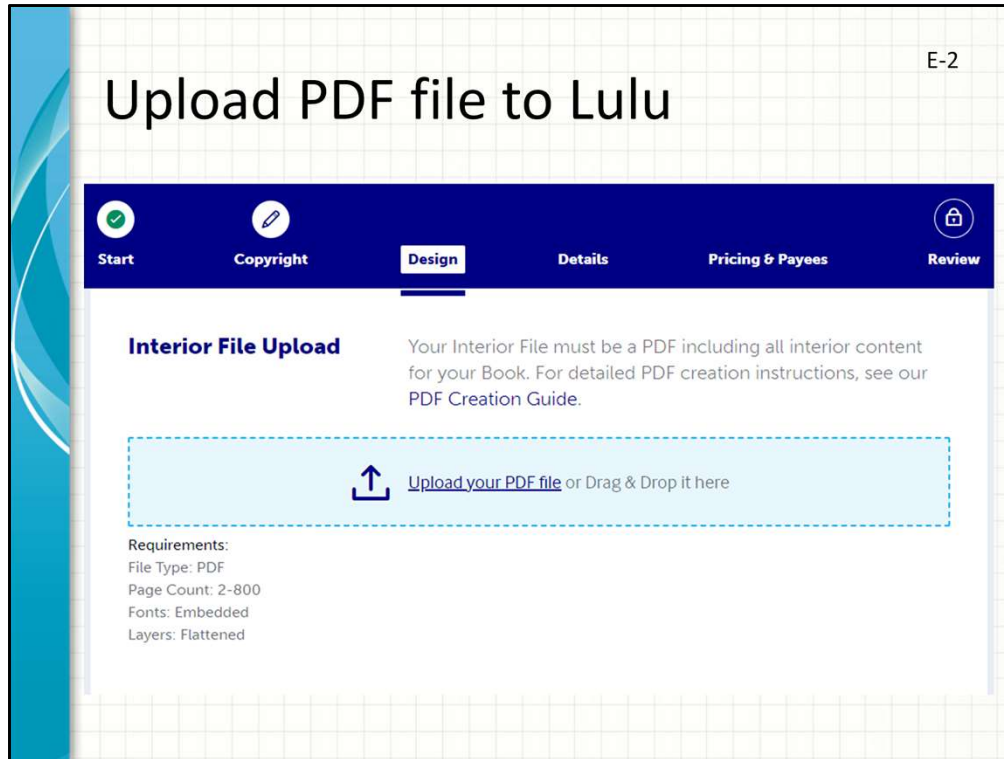 E-2
Upload PDF file to Lulu
Start Copyright Design Details Pricing & Payees Review
Interior File Upload
Your Interior File must be a PDF including all interior content
for your Book. For detailed PDF creation instructions, see our
PDF Creation Guide.
Upload your PDF file or Drag & Drop it here
Requirements:
File Type: PDF
Page Count: 2-800
Fonts: Embedded
Layers: Flattened